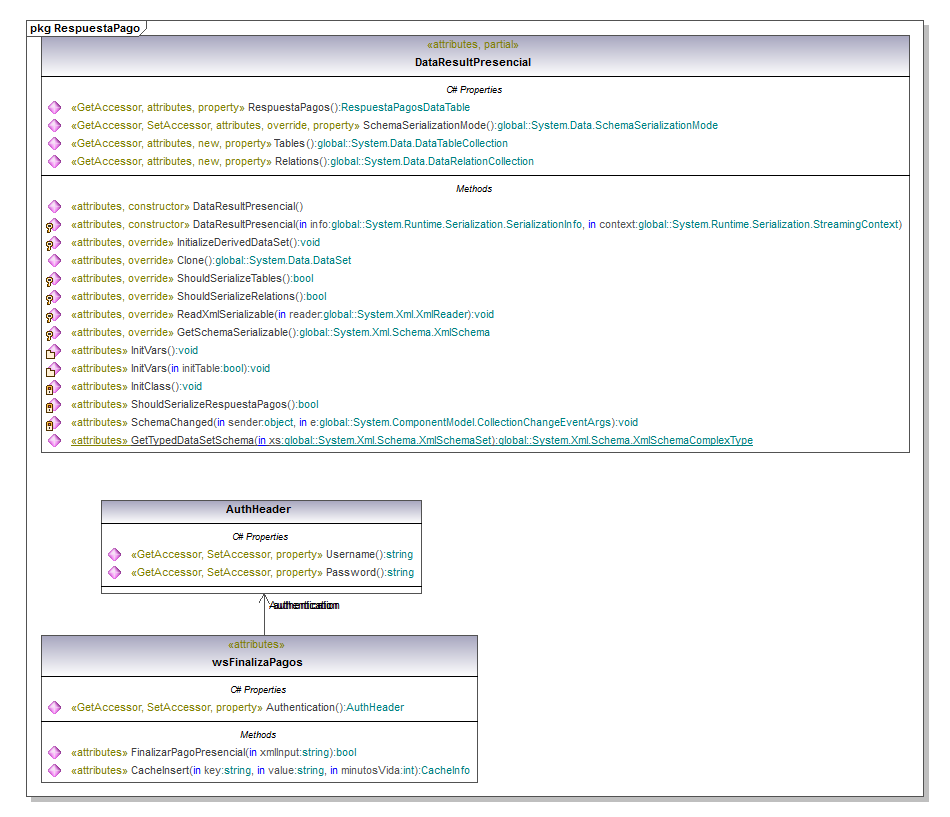 pkg RespuestaPago
«attributes, partial»
DataResultPresencial
C# Properties
«GetAccessor, attributes, property» RespuestaPagos():RespuestaPagosDataTable
«GetAccessor, SetAccessor, attributes, override, property» SchemaSerializationMode():global::System.Data.SchemaSerializationMode
«GetAccessor, attributes, new, property» Tables():global::System.Data.DataTableCollection
«GetAccessor, attributes, new, property» Relations():global::System.Data.DataRelationCollection
Methods
«attributes, constructor» DataResultPresencial()
«attributes, constructor» DataResultPresencial(in info:global::System.Runtime.Serialization.SerializationInfo, in context:global::System.Runtime.Serialization.StreamingContext)
«attributes, override» InitializeDerivedDataSet():void
«attributes, override» Clone():global::System.Data.DataSet
«attributes, override» ShouldSerializeTables():bool
«attributes, override» ShouldSerializeRelations():bool
«attributes, override» ReadXmlSerializable(in reader:global::System.Xml.XmlReader):void
«attributes, override» GetSchemaSerializable():global::System.Xml.Schema.XmlSchema
«attributes» InitVars():void
«attributes» InitVars(in initTable:bool):void
«attributes» InitClass():void
«attributes» ShouldSerializeRespuestaPagos():bool
«attributes» SchemaChanged(in sender:object, in e:global::System.ComponentModel.CollectionChangeEventArgs):void
«attributes» GetTypedDataSetSchema(in xs:global::System.Xml.Schema.XmlSchemaSet):global::System.Xml.Schema.XmlSchemaComplexType
AuthHeader
C# Properties
«GetAccessor, SetAccessor, property» Username():string
«GetAccessor, SetAccessor, property» Password():string
«attributes»
wsFinalizaPagos
C# Properties
«GetAccessor, SetAccessor, property» Authentication():AuthHeader
Methods
«attributes» FinalizarPagoPresencial(in xmlInput:string):bool
«attributes» CacheInsert(in key:string, in value:string, in minutosVida:int):CacheInfo